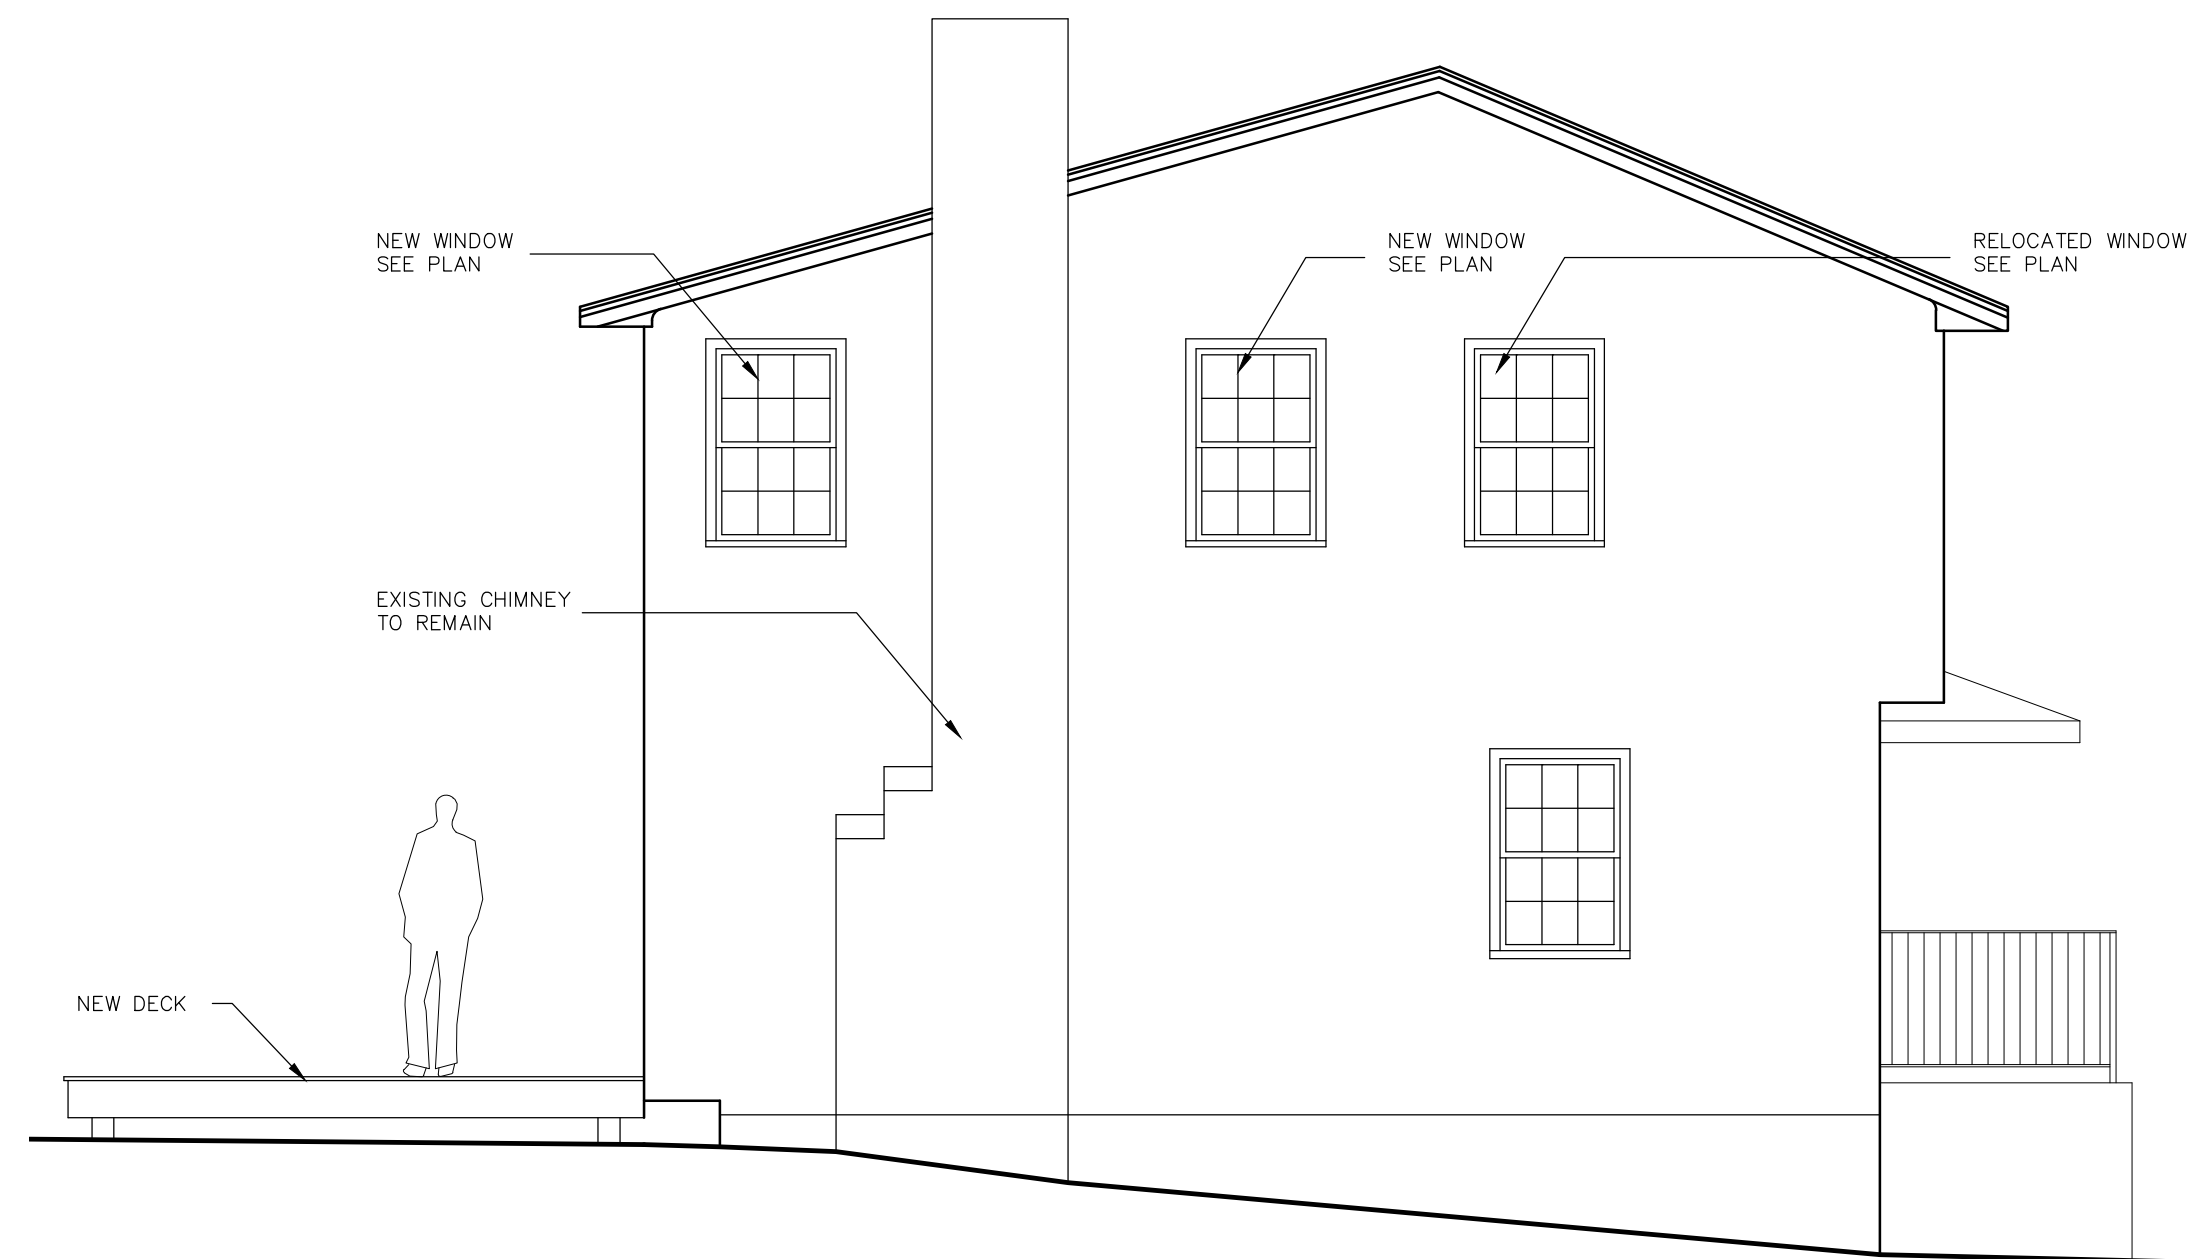 NEW WINDOW
SEE PLAN
NEW WINDOW
SEE PLAN
RELOCATED WINDOW
SEE PLAN
EXISTING CHIMNEY
TO REMAIN
NEW DECK